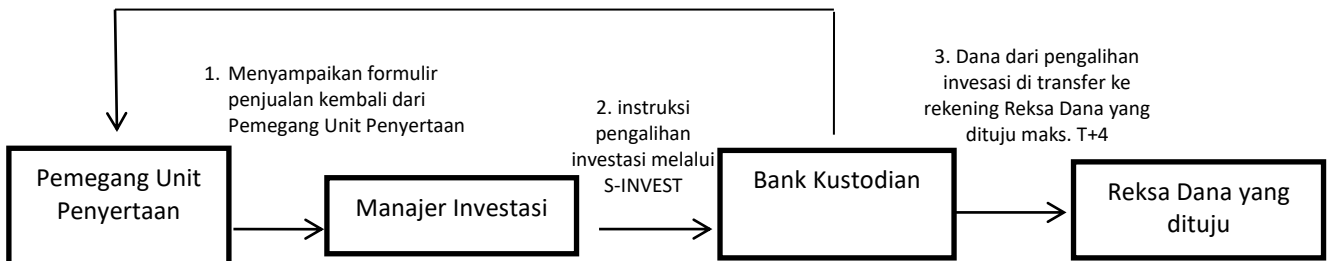 1. Menyampaikan formulir
penjualan kembali dari
Pemegang Unit Penyertaan
2. instruksi
pengalihan
investasi melalui
S-INVEST
3. Dana dari pengalihan
invesasi di transfer ke
rekening Reksa Dana yang
dituju maks. T+4
Pemegang Unit
Penyertaan
Manajer Investasi
Bank Kustodian
Reksa Dana yang
dituju